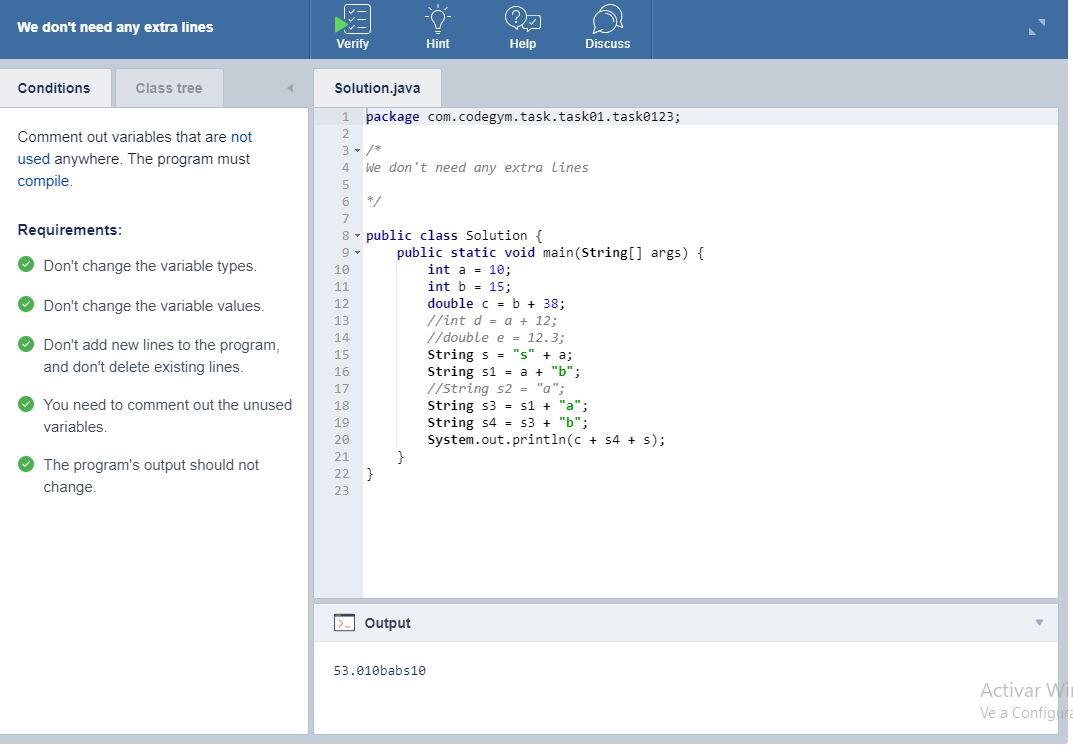 We don't need any extra lines
Verify
Hint
Help
Discuss
Conditions
Class tree
Comment out variables that are not
used anywhere. The program must
compile.
Requirements:
Don't change the variable types.
Don't change the variable values.
Don't add new lines to the program,
and don't delete existing lines.
You need to comment out the unused
variables.
The program's output should not
change.
Solution.java
1 package com.codegym.task.task01.task0123;
2
3 /*
4 We don't need any extra lines
5
6 */
7
8 public class Solution {
9 public static void main(String[] args) {
10 int a = 10;
11 int b = 15;
12 double c = b + 38;
13 //int d = a + 12;
14 //double e = 12.3;
15 String s = "s" + a;
16 String s1 = a + "b";
17 //String s2 = "a";
18 String s3 = s1 + "a";
19 String s4 = s3 + "b";
20 System.out.println(c + s4 + s);
21 }
22 }
23
Output
53.010babs10
Activar Wi
Ve a Configura